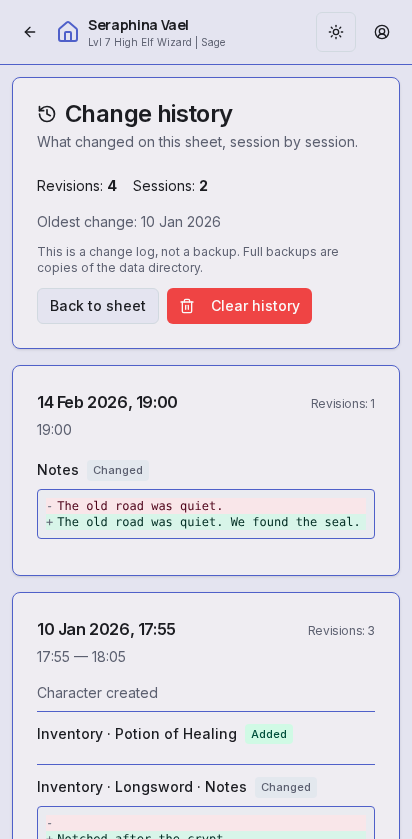 Seraphina Vael
Lvl 7 High Elf Wizard | Sage
Change history
What changed on this sheet, session by session.
Revisions: 4 Sessions: 2
Oldest change: 10 Jan 2026
This is a change log, not a backup. Full backups are
copies of the data directory.
Back to sheet Clear history
14 Feb 2026, 19:00 Revisions: 1
19:00
Notes Changed
- The old road was quiet.
+ The old road was quiet. We found the seal.
10 Jan 2026, 17:55 Revisions: 3
17:55 — 18:05
Character created
Inventory · Potion of Healing Added
Inventory · Longsword · Notes Changed
-
+ Notched after the crypt